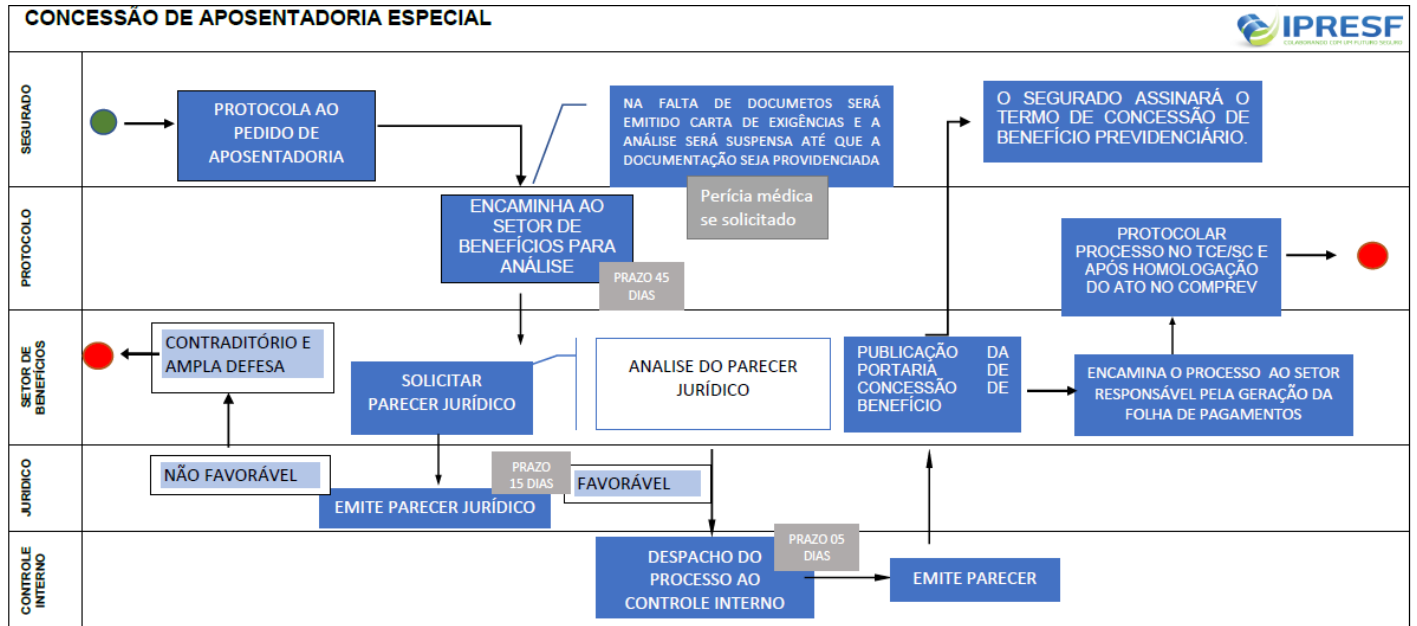 CONCESSÃO DE APOSENTADORIA ESPECIAL
IPRESF
COLABORANDO COM UM FUTURO SEGURO
SEGURADO
PROTOCOLA AO
PEDIDO DE
APOSENTADORIA
NA FALTA DE DOCUMETOS SERÁ
EMITIDO CARTA DE EXIGÊNCIAS E A
ANÁLISE SERÁ SUSPENSA ATÉ QUE A
DOCUMENTAÇÃO SEJA PROVIDENCIADA
O SEGURADO ASSINARÁ O
TERMO DE CONCESSÃO DE
BENEFÍCIO PREVIDENCIÁRIO.
PROTOCOLO
ENCAMINHA AO
SETOR DE
BENEFÍCIOS PARA
ANÁLISE
Perícia médica
se solicitado
PRAZO 45
DIAS
PROTOCOLAR
PROCESSO NO TCE/SC E
APÓS HOMOLOGAÇÃO
DO ATO NO COMPREV
SETOR DE
BENEFÍCIOS
CONTRADITÓRIO E
AMPLA DEFESA
SOLICITAR
PARECER JURÍDICO
ANALISE DO PARECER
JURÍDICO
PUBLICAÇÃO DA
PORTARIA DE
CONCESSÃO DE
BENEFÍCIO
ENCAMINA O PROCESSO AO SETOR
RESPONSÁVEL PELA GERAÇÃO DA
FOLHA DE PAGAMENTOS
JURIDICO
NÃO FAVORÁVEL
EMITE PARECER JURÍDICO
PRAZO
15 DIAS
FAVORÁVEL
CONTROLE
INTERNO
DESPACHO DO
PROCESSO AO
CONTROLE INTERNO
PRAZO 05
DIAS
EMITE PARECER